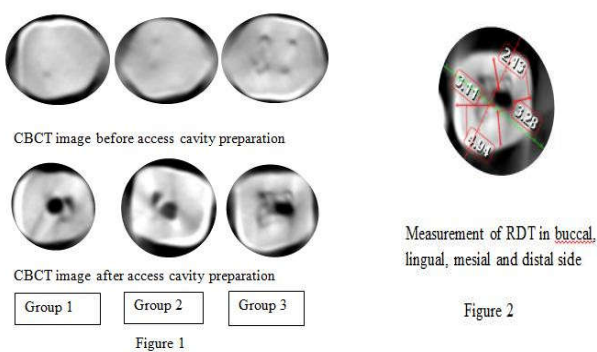 CBCT image before access cavity preparation
CBCT image after access cavity preparation
Group 1
Group 2
Group 3
Figure 1
2.13
3.11
3.28
4.94
Measurement of RDT in buccal,
lingual, mesial and distal side
Figure 2